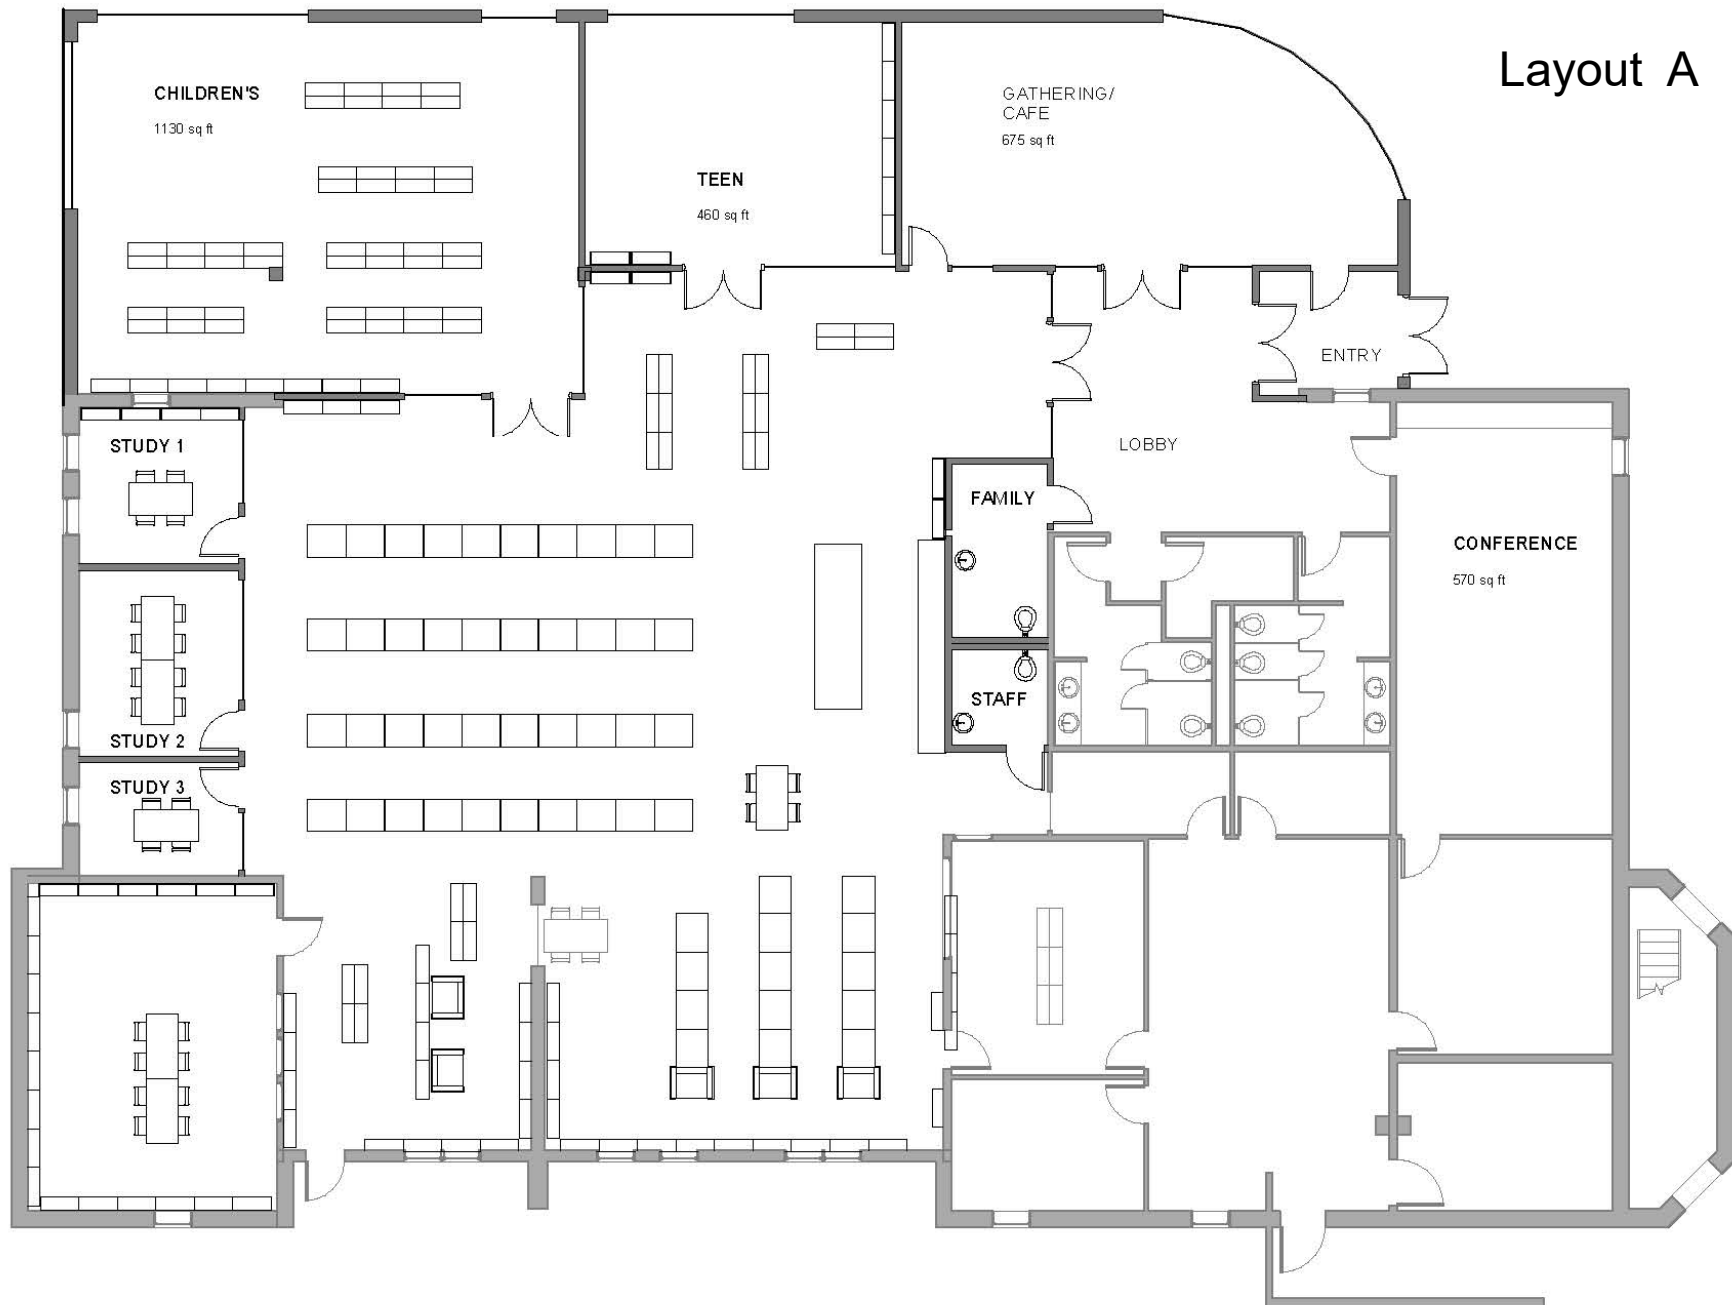 Layout A
CHILDREN'S
1130 sq ft
GATHERING/
CAFE
675 sq ft
TEEN
460 sq ft
ENTRY
LOBBY
STUDY 1
FAMILY
CONFERENCE
570 sq ft
STAFF
STUDY 2
STUDY 3